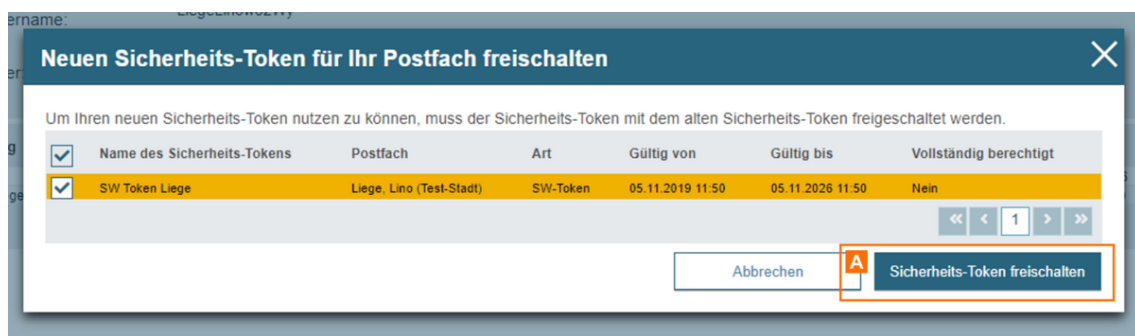 ername:
Neuen Sicherheits-Token für Ihr Postfach freischalten
er
Um Ihren neuen Sicherheits-Token nutzen zu können, muss der Sicherheits-Token mit dem alten Sicherheits-Token freigeschaltet werden.
g
Name des Sicherheits-Tokens Postfach Art Gültig von Gültig bis Vollständig berechtigt
ge
SW Token Liege Liege, Lino (Test-Stadt) SW-Token 05.11.2019 11:50 05.11.2026 11:50 Nein
« < 1 > »
Abbrechen A Sicherheits-Token freischalten